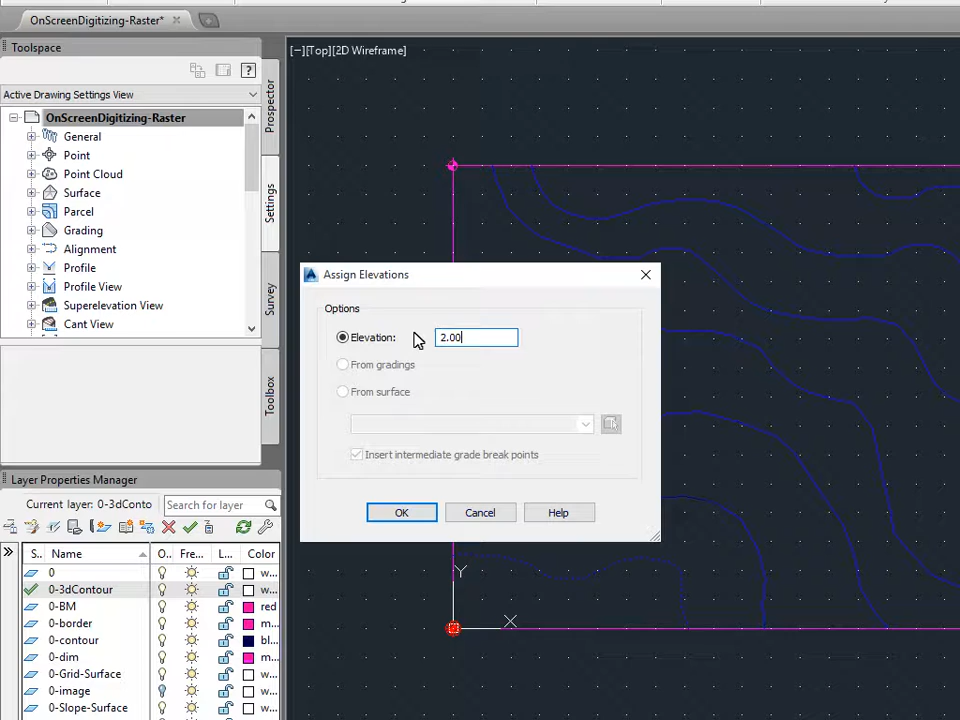 OnScreenDigitizing-Raster*
Toolspace
[−][Top][2D Wireframe]
Active Drawing Settings View
OnScreenDigitizing-Raster
General
Point
Point Cloud
Surface
Parcel
Grading
Alignment
Profile
Profile View
Superelevation View
Cant View
Prospector
Settings
Survey
Toolbox
Assign Elevations
Options
Elevation: 2.00
From gradings
From surface
Insert intermediate grade break points
OK Cancel Help
Y
X
Layer Properties Manager
Current layer: 0-3dConto
Search for layer
S.. Name O. Fre... L... Color
0 w...
0-3dContour w...
0-BM red
0-border m...
0-contour bl...
0-dim m...
0-Grid-Surface w...
0-image w...
0-Slope-Surface w...